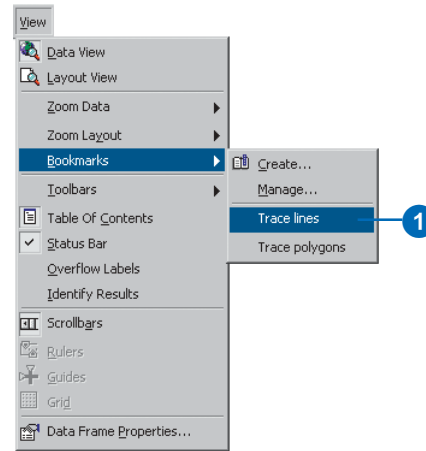 View
Data View
Layout View
Zoom Data
Zoom Layout
Bookmarks
Create...
Manage...
Toolbars
Table Of Contents
Trace lines
1
Status Bar
Trace polygons
Overflow Labels
Identify Results
Scrollbars
Rulers
Guides
Grid
Data Frame Properties...